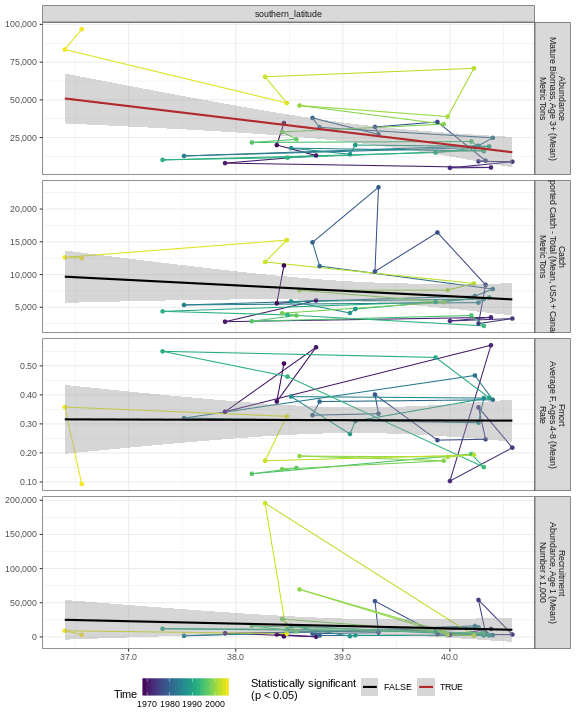 southern_latitude
100,000
75,000
50,000
25,000
Abundance
Mature Biomass, Age 3+ (Mean)
Metric Tons
20,000
15,000
10,000
5,000
Catch
ported Catch - Total (Mean, USA + Cana
Metric Tons
0.50
0.40
0.30
0.20
0.10
Fmort
Average F, Ages 4-8 (Mean)
Rate
200,000
150,000
100,000
50,000
0
Recruitment
Abundance, Age 1 (Mean)
Number x 1,000
37.0 38.0 39.0 40.0
Time
1970 1980 1990 2000
Statistically significant
(p < 0.05)
FALSE TRUE